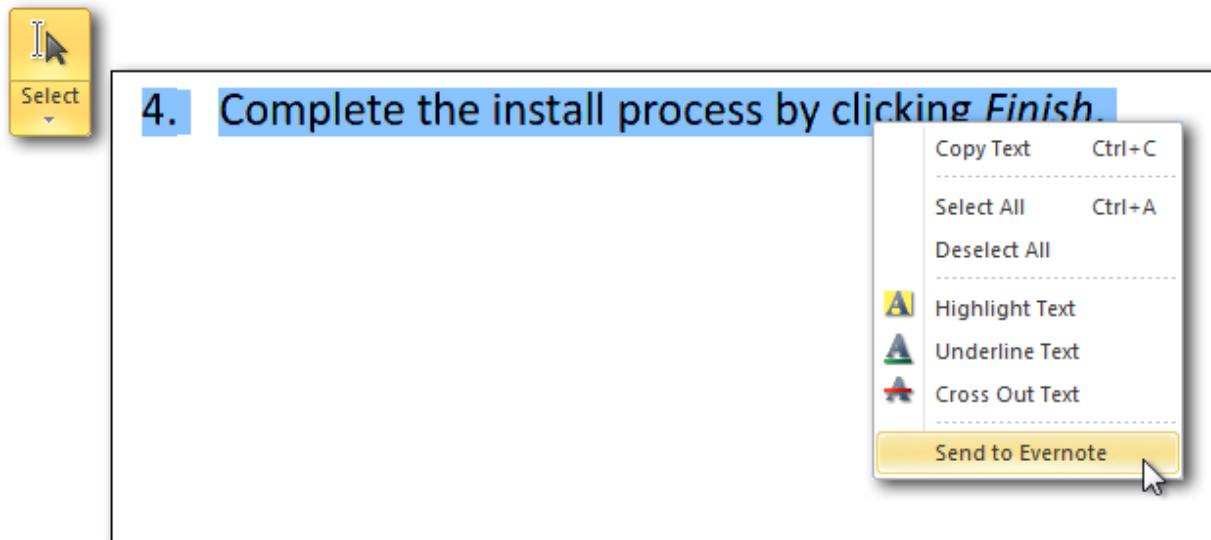 Select
4. Complete the install process by clicking Finish.
Copy Text Ctrl+C
Select All Ctrl+A
Deselect All
Highlight Text
Underline Text
Cross Out Text
Send to Evernote